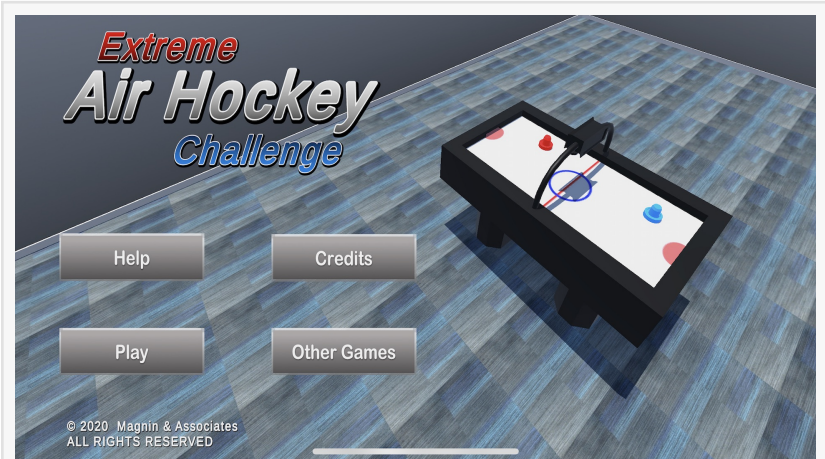 Extreme
Air Hockey
Challenge
Help
Credits
Play
Other Games
© 2020 Magnin & Associates
ALL RIGHTS RESERVED